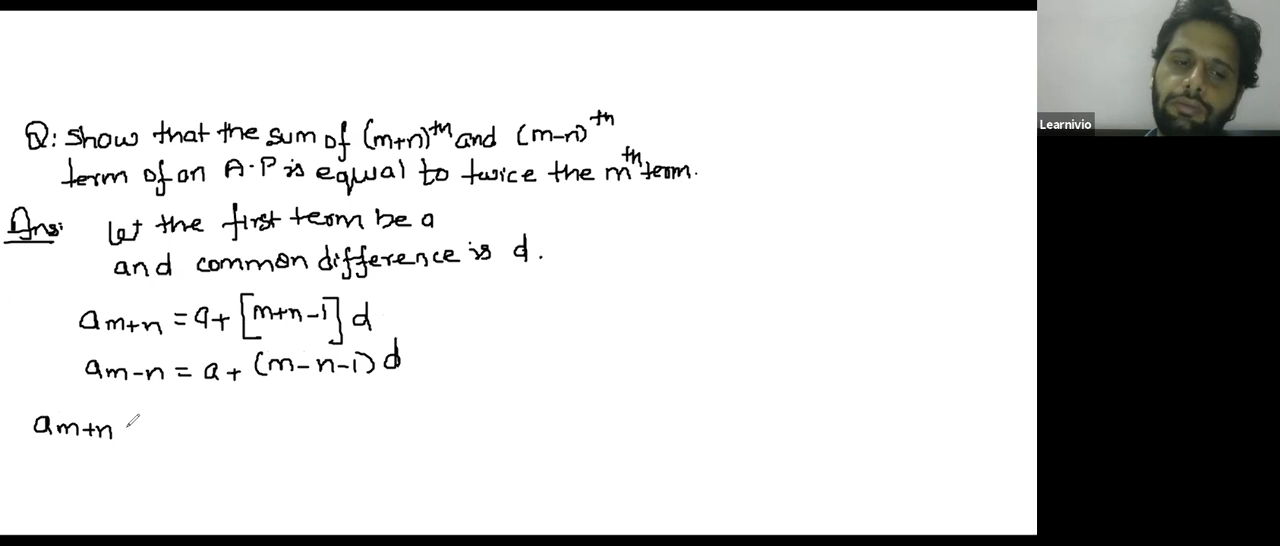 Q: Show that the sum of (m+n)th and (m-n)th
term of an A.P is equal to twice the mth term.
Ans: Let the first term be a
and common difference is d.
am+n = a + [m+n-1] d
am-n = a + (m-n-1) d
am+n
Learnivio